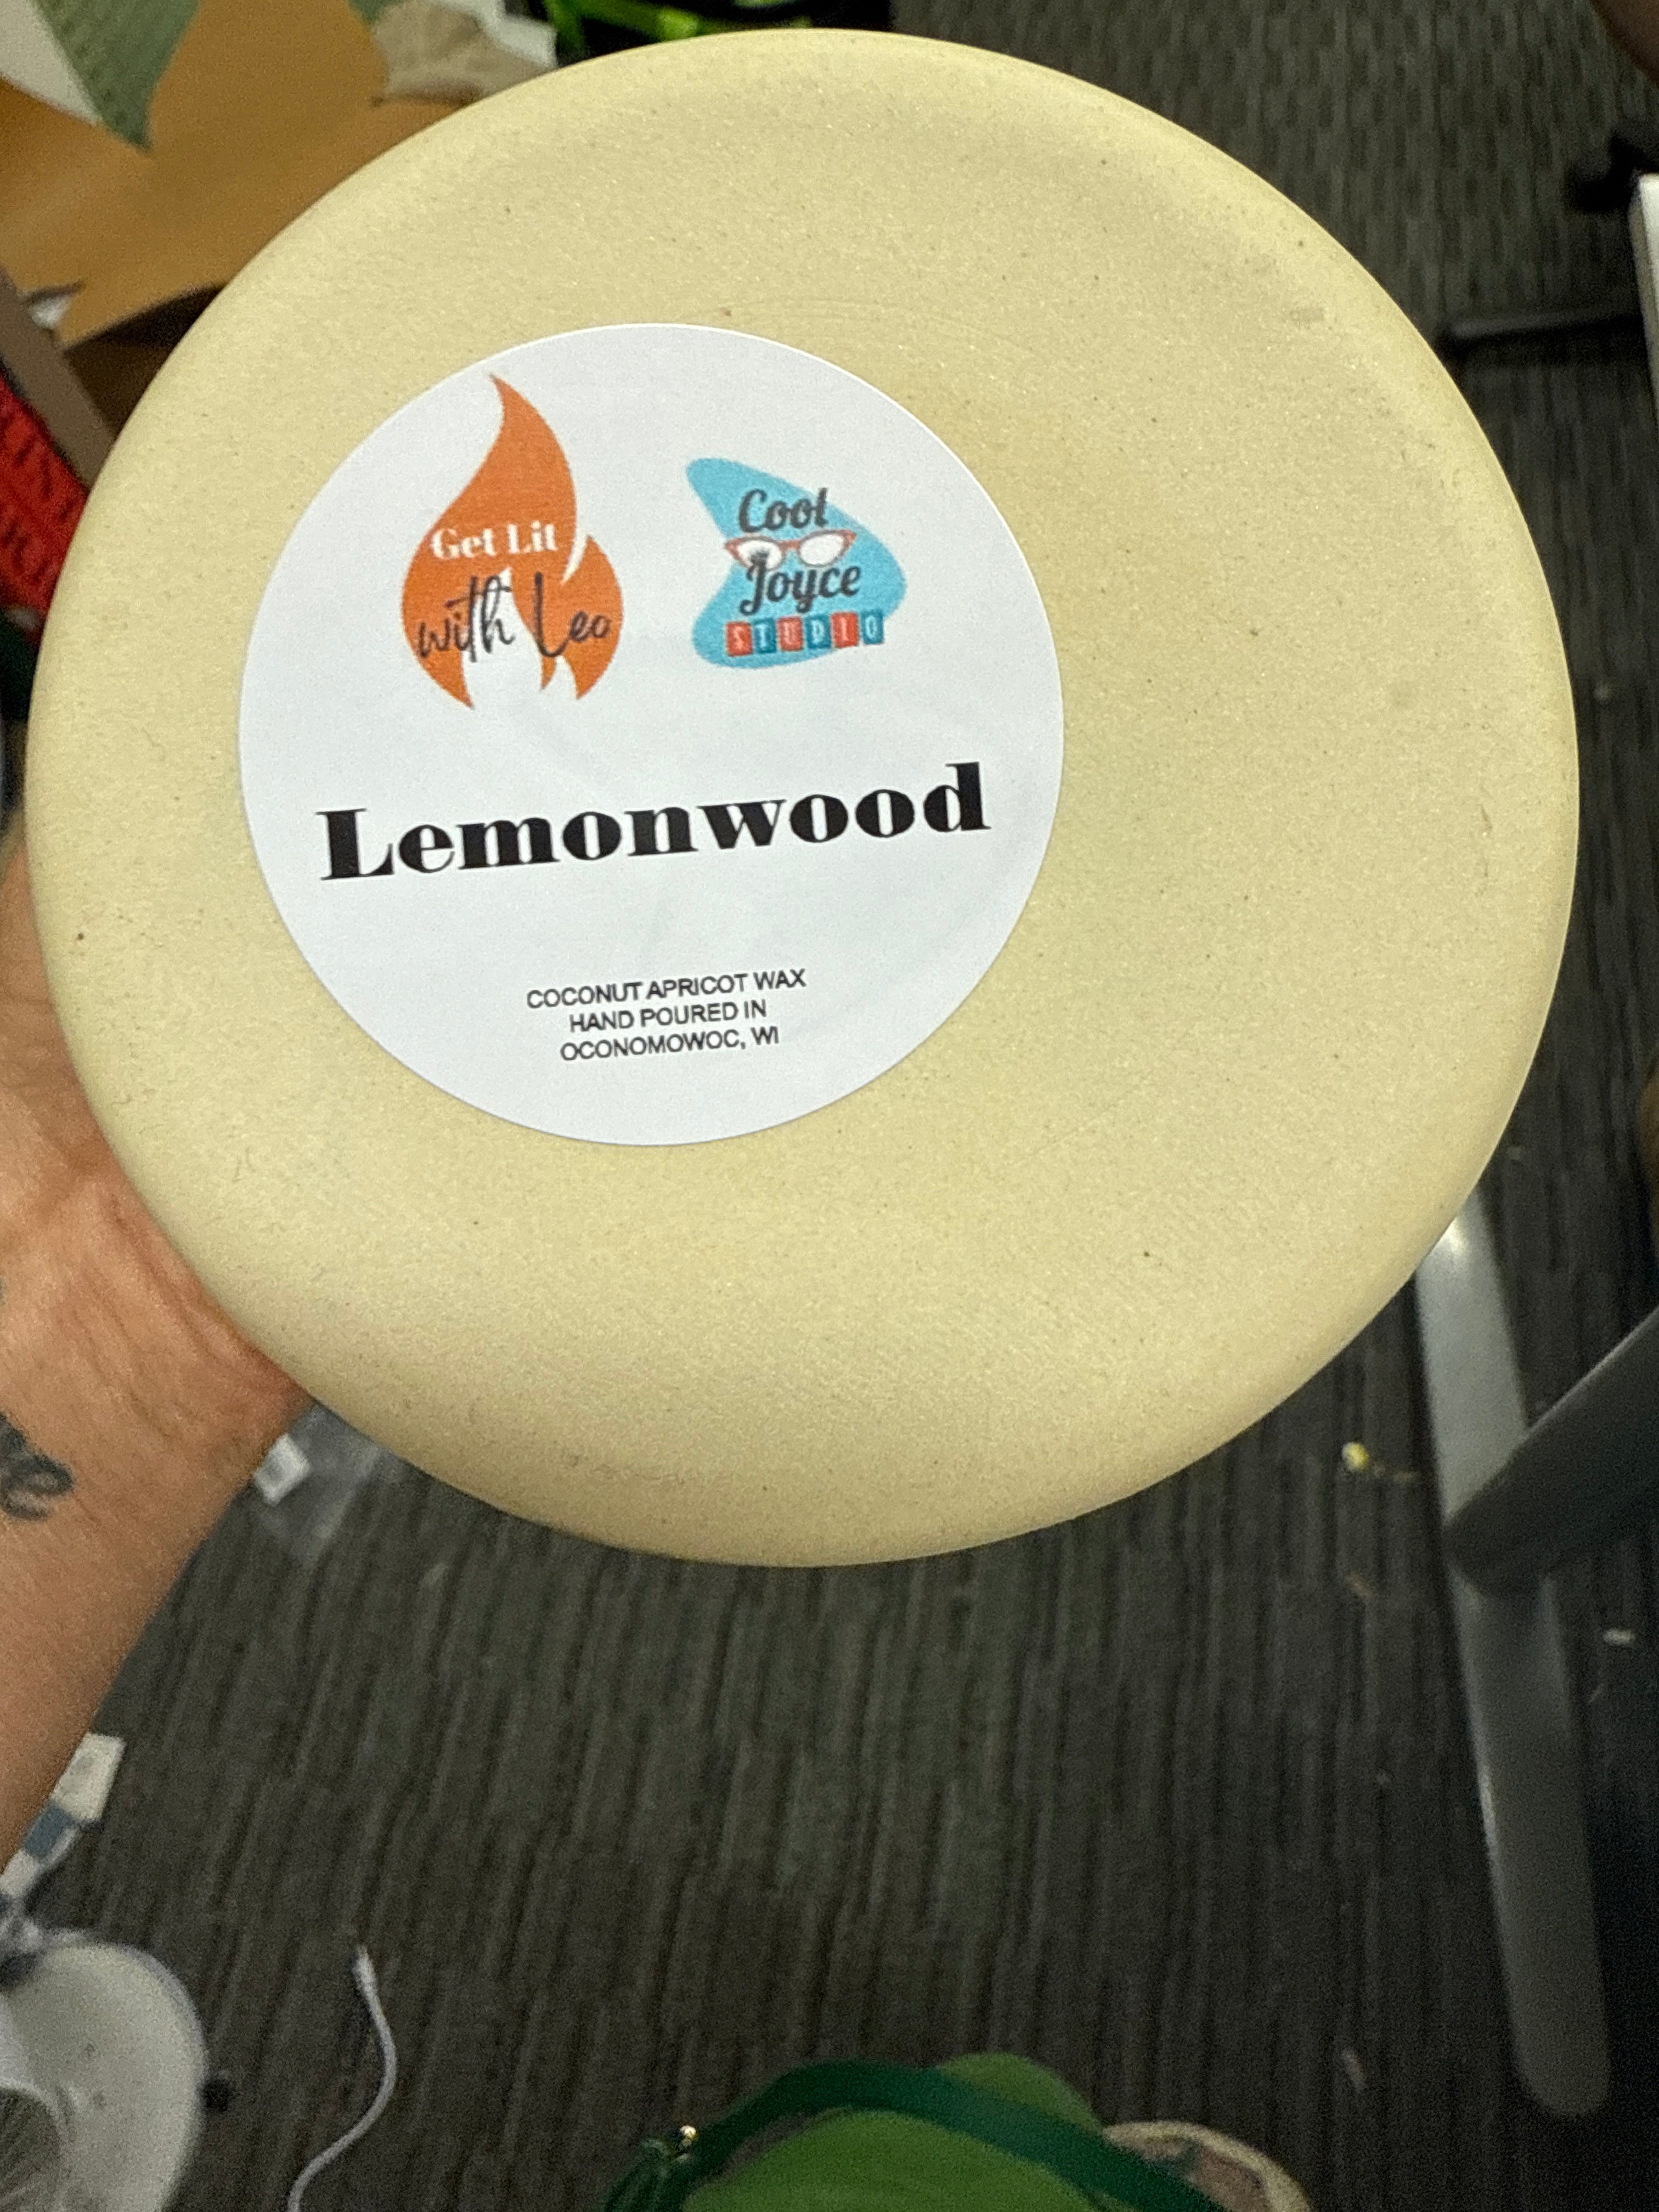 Get Lit
with Leo
Cool
Joyce
STUDIO
Lemonwood
COCONUT APRICOT WAX
HAND POURED IN
OCONOMOWOC, WI